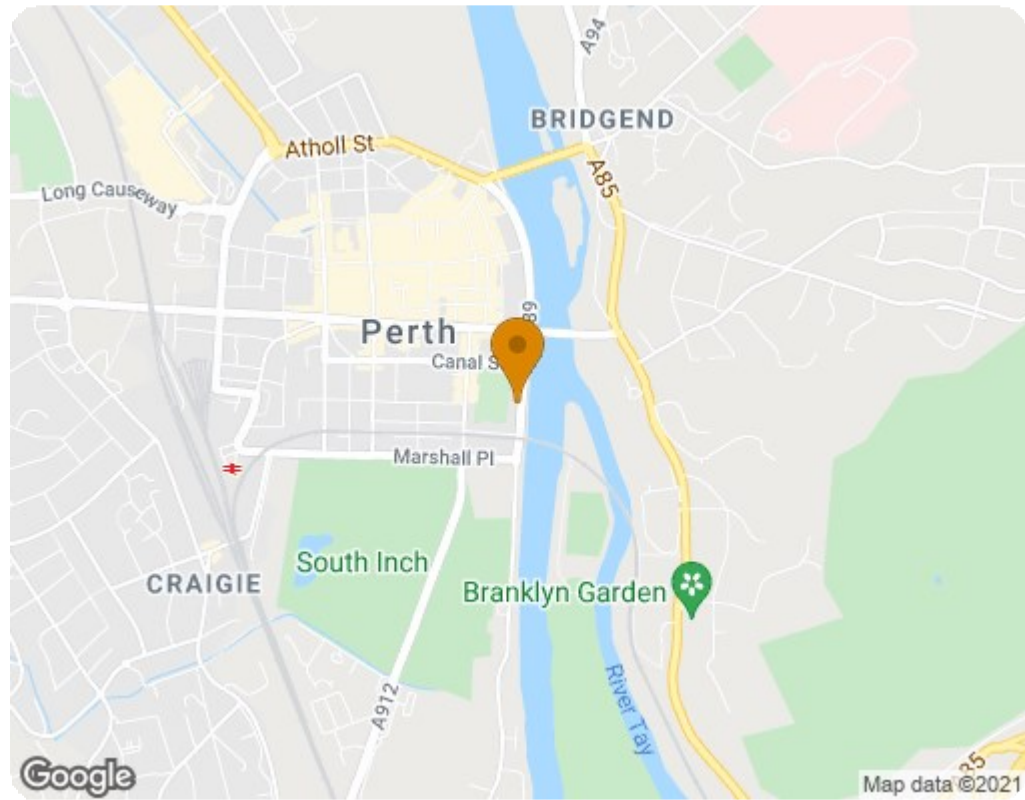 A94
BRIDGEND
Atholl St
A85
Long Causeway
89
Perth
Canal S
Marshall Pl
South Inch
Branklyn Garden
CRAIGIE
A912
River Tay
Google
Map data ©2021